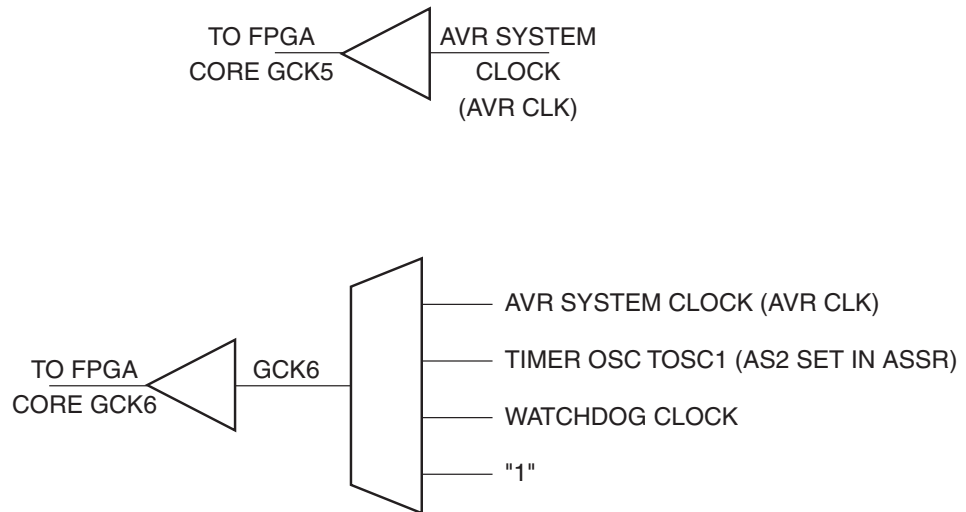 TO FPGA
CORE GCK5
AVR SYSTEM
CLOCK
(AVR CLK)
AVR SYSTEM CLOCK (AVR CLK)
TIMER OSC TOSC1 (AS2 SET IN ASSR)
TO FPGA
CORE GCK6
GCK6
WATCHDOG CLOCK
"1"